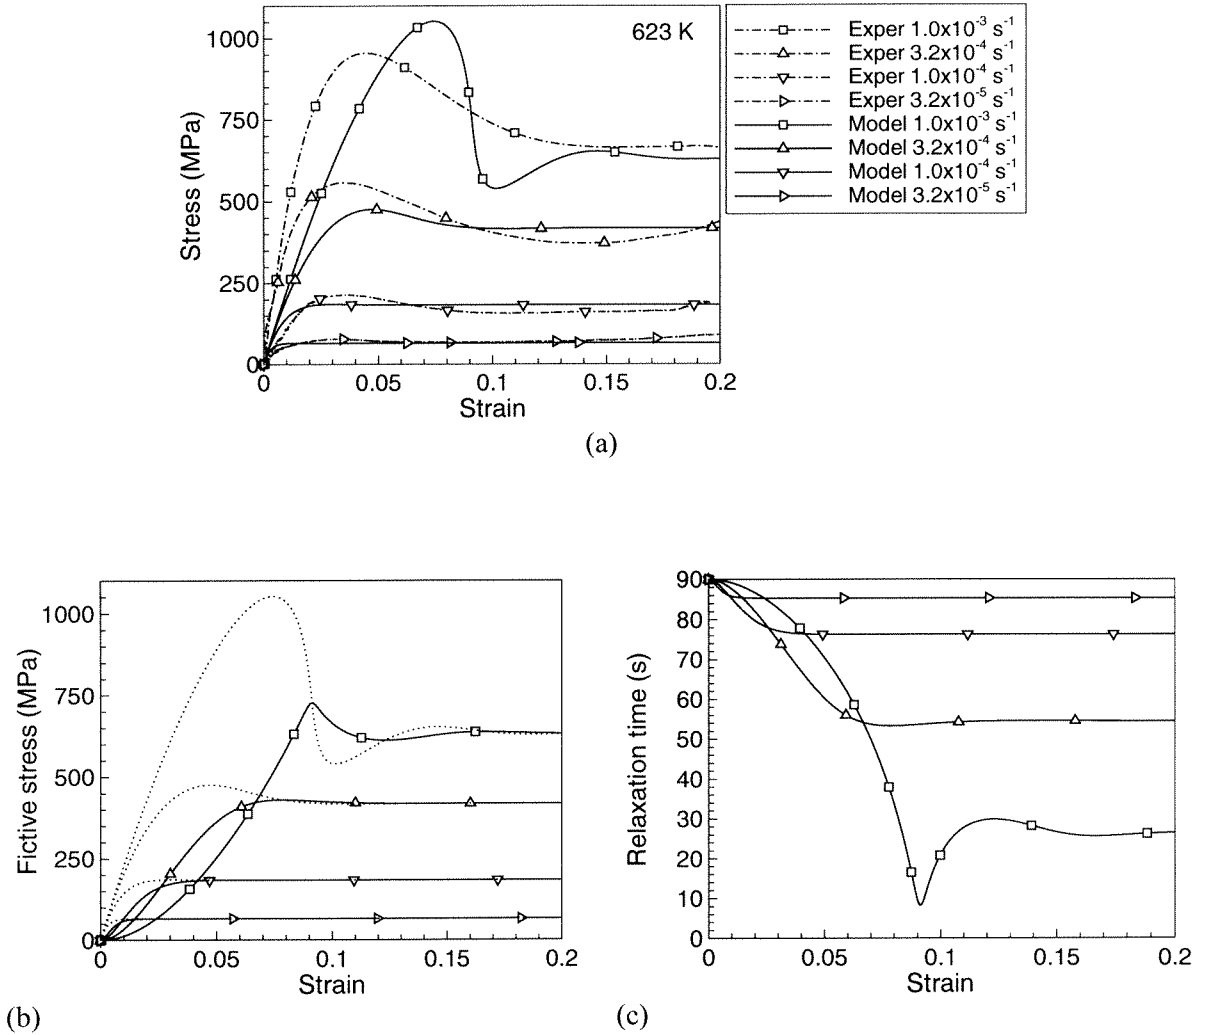 623 K
Exper 1.0x10⁻³ s⁻¹
Exper 3.2x10⁻⁴ s⁻¹
Exper 1.0x10⁻⁴ s⁻¹
Exper 3.2x10⁻⁵ s⁻¹
Model 1.0x10⁻³ s⁻¹
Model 3.2x10⁻⁴ s⁻¹
Model 1.0x10⁻⁴ s⁻¹
Model 3.2x10⁻⁵ s⁻¹
Stress (MPa)
1000
750
500
250
0
0 0.05 0.1 0.15 0.2
Strain
(a)
Fictive stress (MPa)
1000
750
500
250
0
0 0.05 0.1 0.15 0.2
Strain
(b)
Relaxation time (s)
90
80
70
60
50
40
30
20
10
0
0 0.05 0.1 0.15 0.2
Strain
(c)